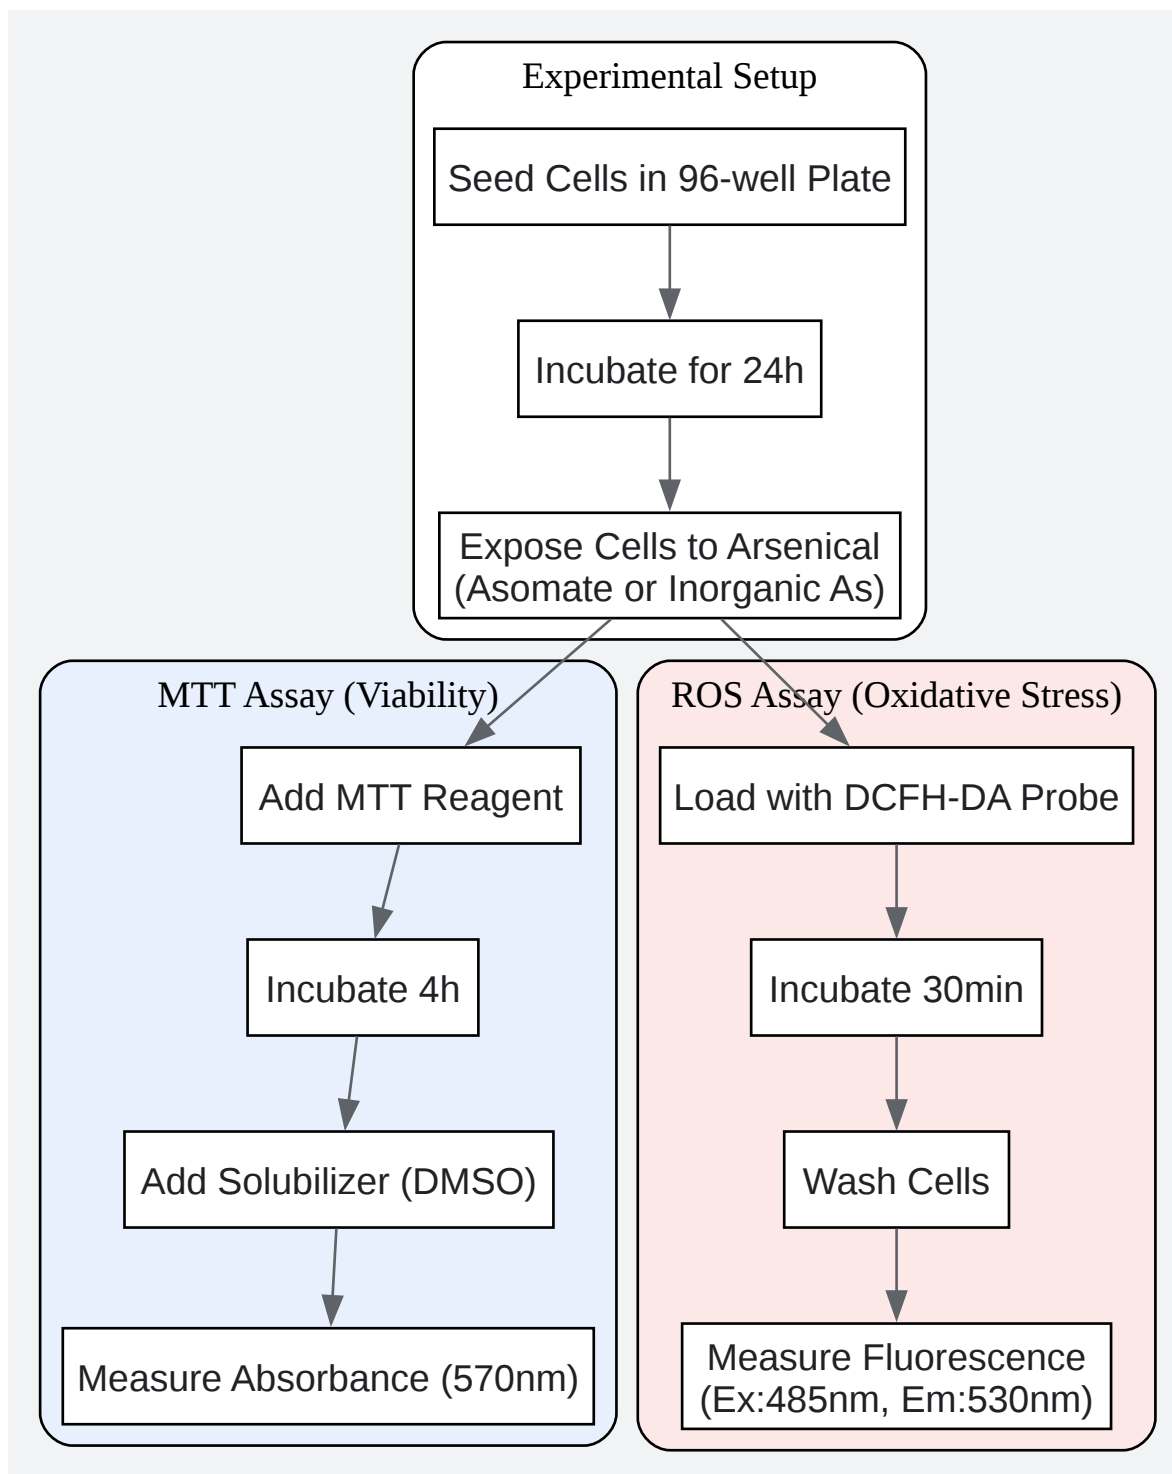 Experimental Setup
Seed Cells in 96-well Plate
Incubate for 24h
Expose Cells to Arsenical
(Asomate or Inorganic As)
MTT Assay (Viability)
Add MTT Reagent
Incubate 4h
Add Solubilizer (DMSO)
Measure Absorbance (570nm)
ROS Assay (Oxidative Stress)
Load with DCFH-DA Probe
Incubate 30min
Wash Cells
Measure Fluorescence
(Ex:485nm, Em:530nm)